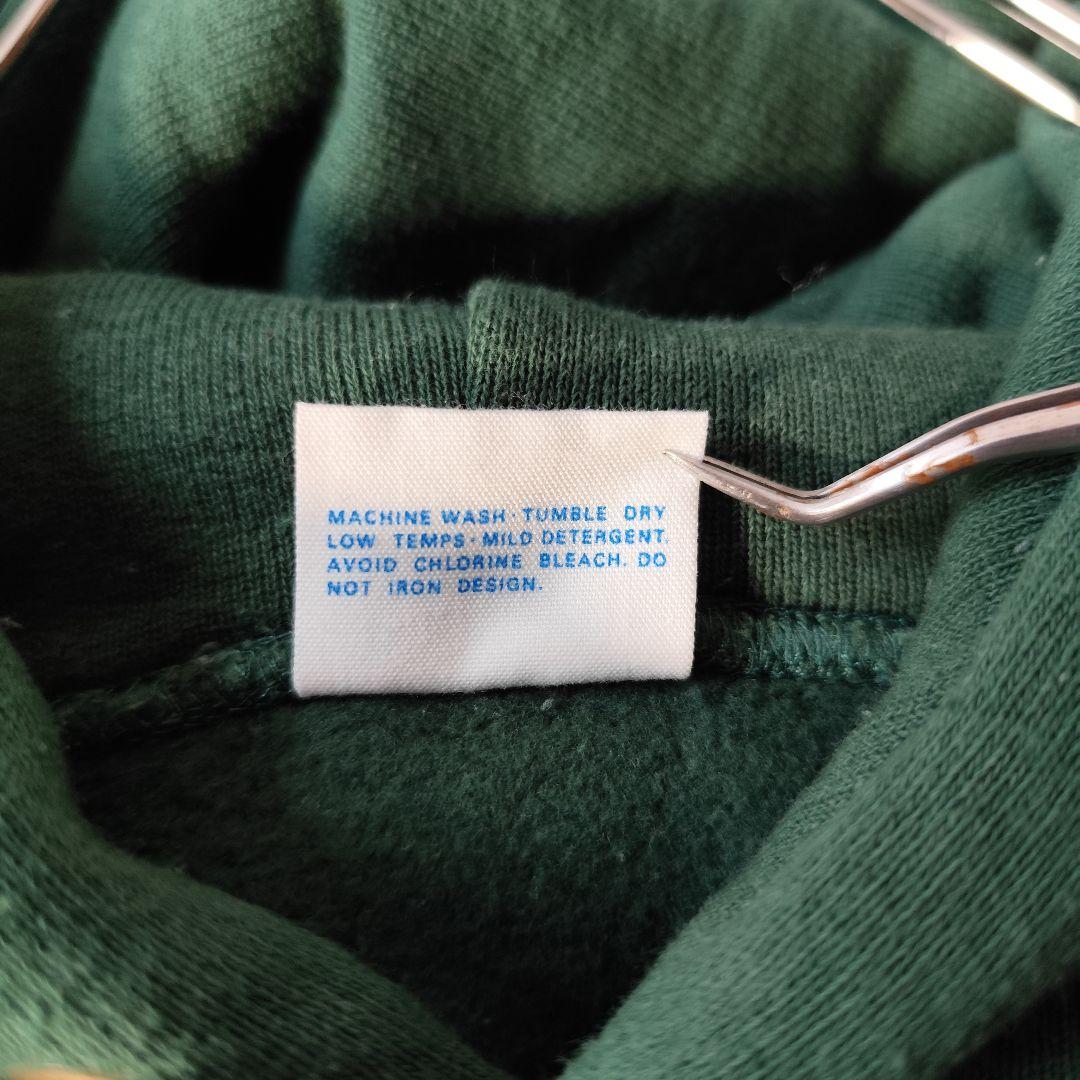 MACHINE WASH · TUMBLE DRY
LOW TEMPS · MILD DETERGENT.
AVOID CHLORINE BLEACH. DO
NOT IRON DESIGN.